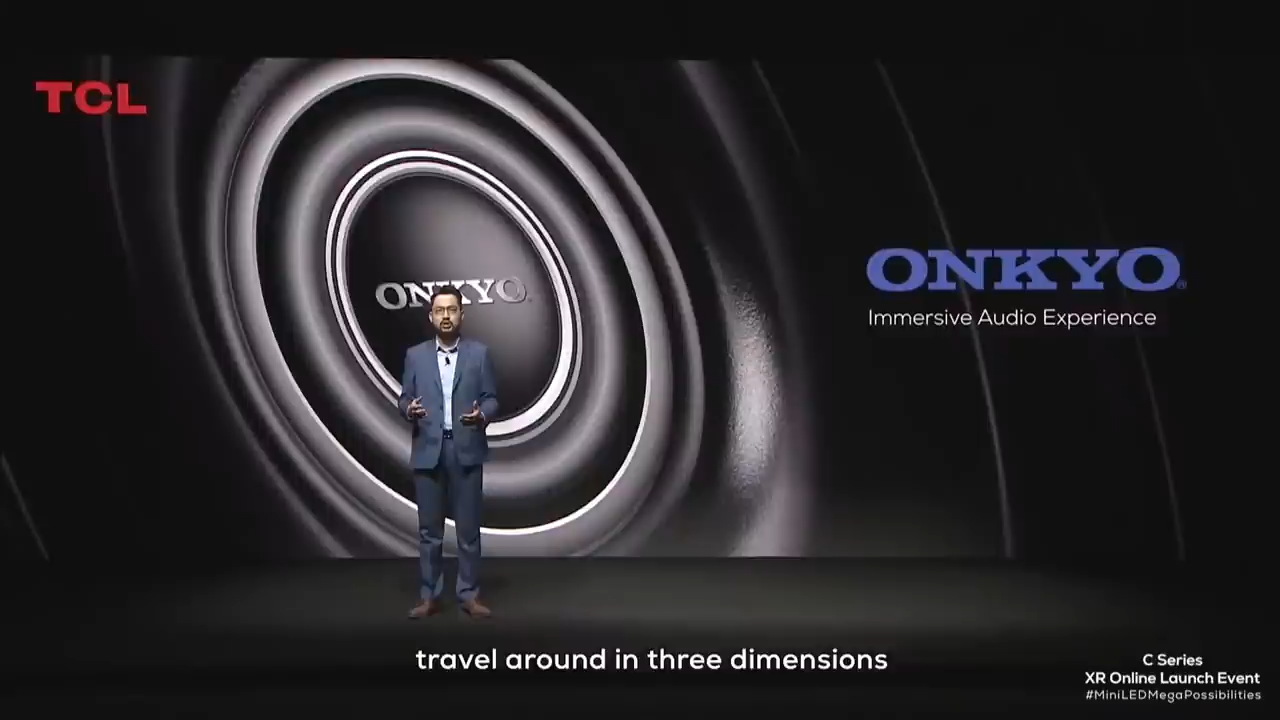 TCL
ONKYO®
Immersive Audio Experience
ONKYO
travel around in three dimensions
C Series
XR Online Launch Event
#MiniLEDMegaPossibilities